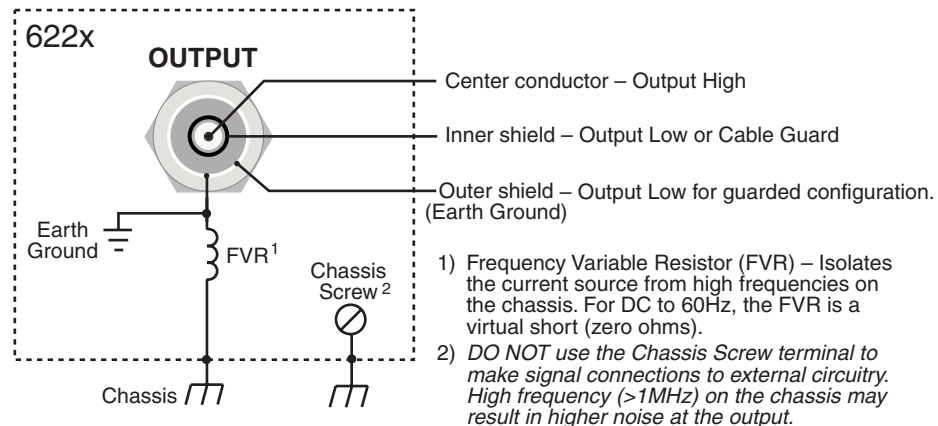 622x
OUTPUT
Center conductor – Output High
Inner shield – Output Low or Cable Guard
Outer shield – Output Low for guarded configuration.
(Earth Ground)
Earth
Ground
FVR1
Chassis
Screw2
Chassis
1) Frequency Variable Resistor (FVR) – Isolates
the current source from high frequencies on
the chassis. For DC to 60Hz, the FVR is a
virtual short (zero ohms).
2) DO NOT use the Chassis Screw terminal to
make signal connections to external circuitry.
High frequency (>1MHz) on the chassis may
result in higher noise at the output.